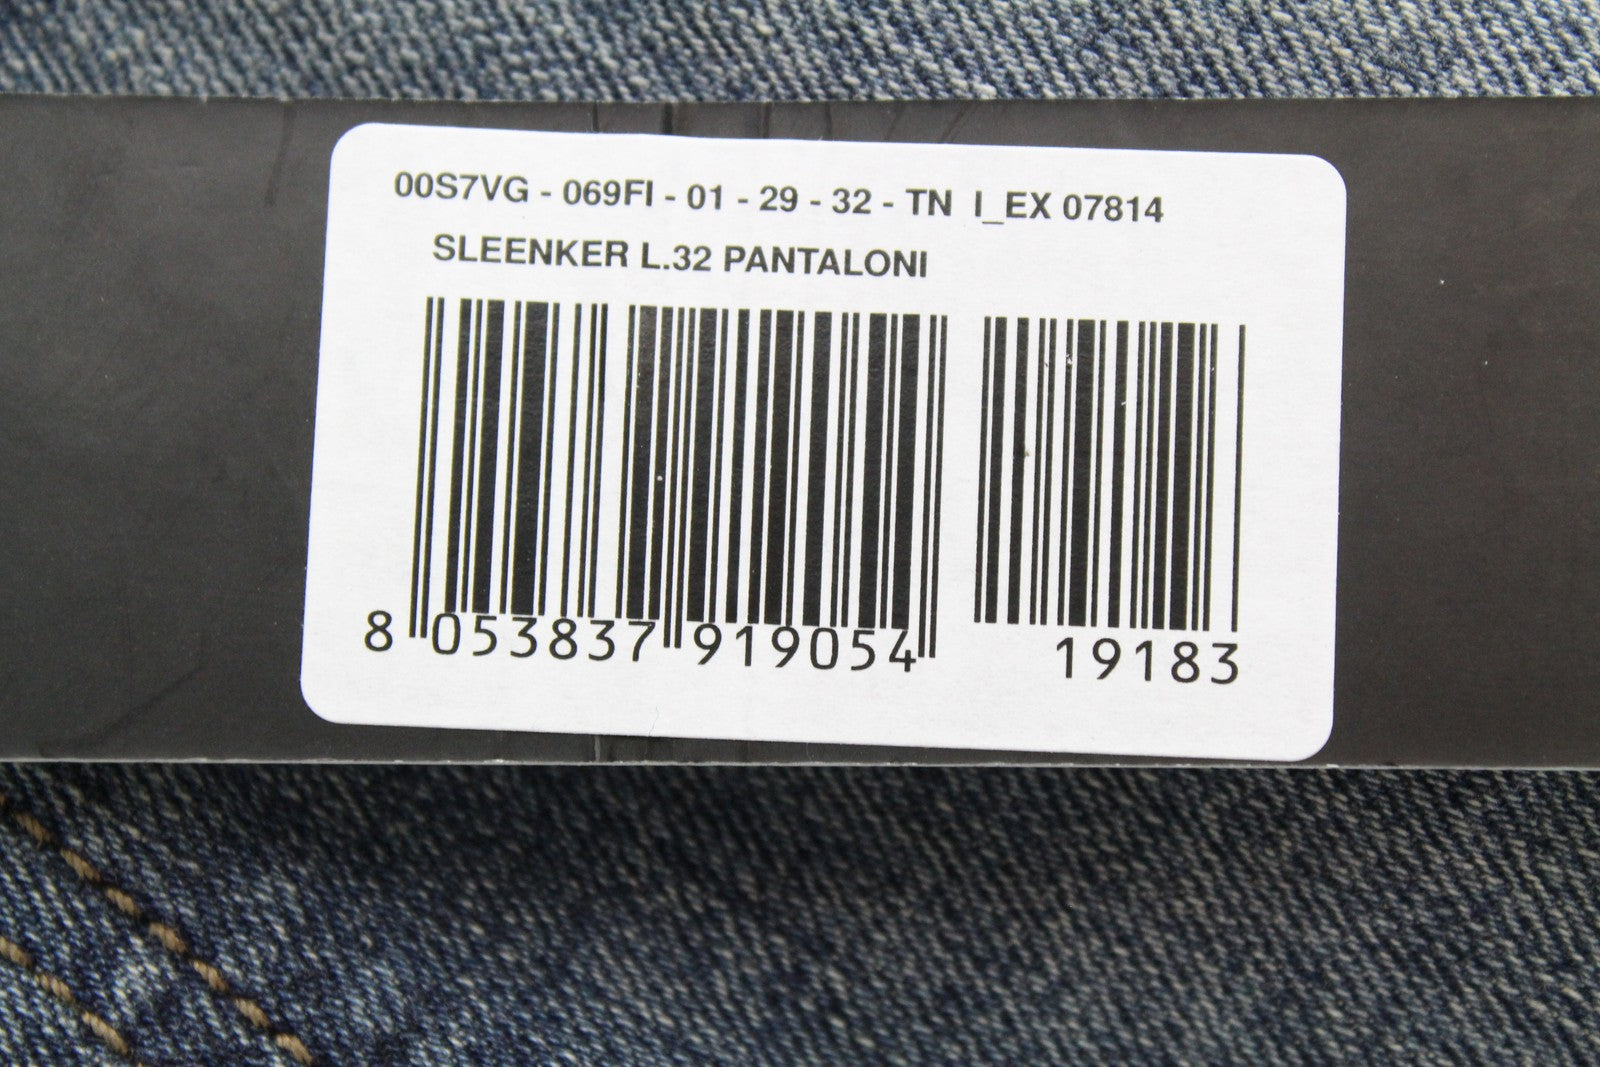 00S7VG - 069FI - 01 - 29 - 32 - TN I_EX 07814
SLEENKER L.32 PANTALONI
8 053837 919054 19183